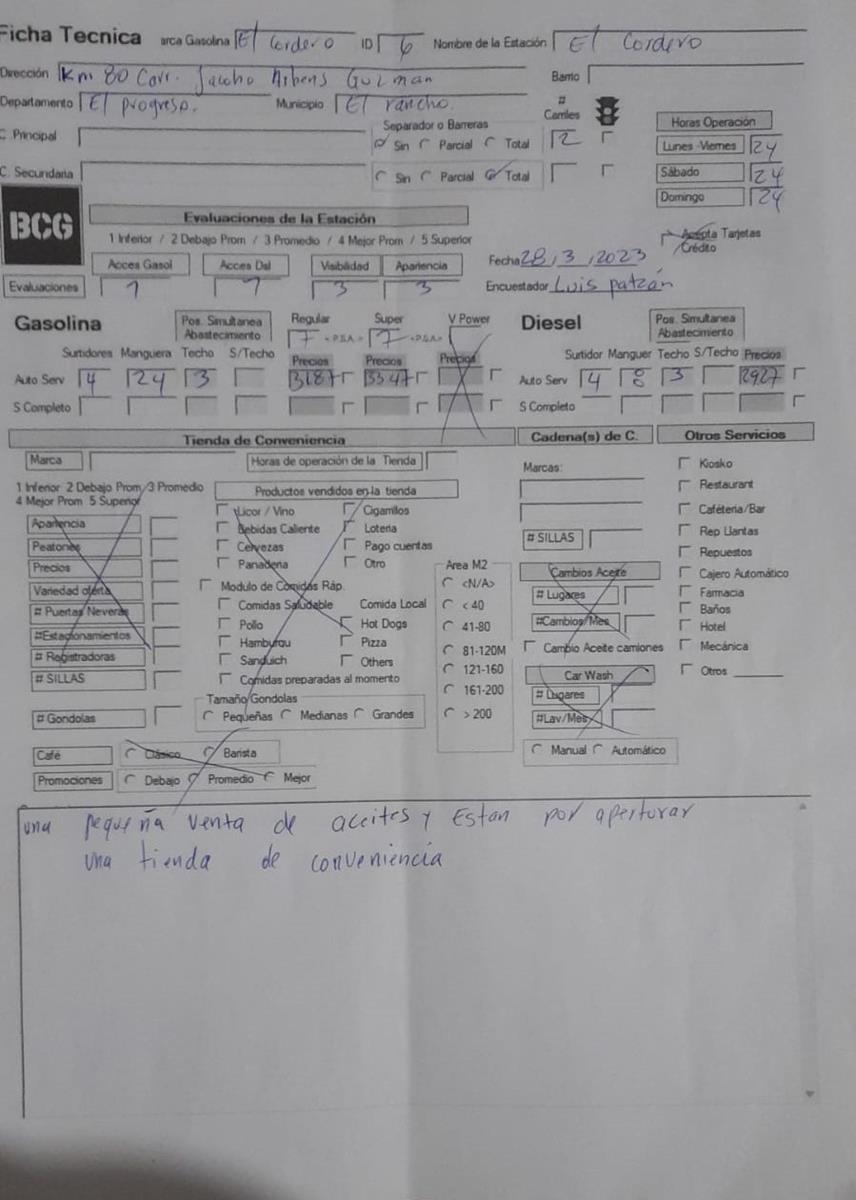 Ficha Tecnica arca Gasolina El Cordero ID 6 Nombre de la Estación El Cordero
Dirección Km 80 Carr. Jacobo Arbens Guzman Barrio
Departamento El progreso. Municipio El rancho. # Carriles
Separador o Barreras Horas Operación
C. Principal Sin Parcial Total 2 Lunes -Viernes 24
C. Secundaria Sin Parcial Total Sábado 24
Domingo 24
BCG Evaluaciones de la Estación
1 Inferior / 2 Debajo Prom / 3 Promedio / 4 Mejor Prom / 5 Superior
Acepta Tarjetas Crédito
Acces Gasol Acces Dsl Visibilidad Apariencia Fecha 28, 3, 2023
Evaluaciones 3 3 Encuestador Luis patzán
Gasolina Pos. Simultanea Abastecimiento Regular Super V Power Diesel Pos. Simultanea Abastecimiento
7 <P.S.A.> 7 <P.S.A.>
Surtidores Manguera Techo S/Techo Precios Precios Precios Surtidor Manguer Techo S/Techo Precios
Auto Serv 4 24 3 3187 3347 Auto Serv 4 8 3 2927
S Completo S Completo
Tienda de Conveniencia Cadena(s) de C. Otros Servicios
Marca Horas de operación de la Tienda Marcas: Kiosko
1 Inferior 2 Debajo Prom 3 Promedio
4 Mejor Prom 5 Superior
Productos vendidos en la tienda Restaurant
Apariencia Licor / Vino Cigarrillos Caféteria/Bar
Peatones Bebidas Caliente Loteria # SILLAS Rep Llantas
Precios Cervezas Pago cuentas Repuestos
Variedad oferta Panaderia Otro Area M2 Cambios Aceite Cajero Automático
# Puertas Neveras Modulo de Comidas Ráp. <N/A> # Lugares Farmacia
Comidas Saludable Comida Local < 40 Baños
#Estacionamientos Pollo Hot Dogs 41-80 #Cambios/Mes Hotel
# Registradoras Hamburgu Pizza 81-120M Cambio Aceite camiones Mecánica
# SILLAS Sanduich Others 121-160 Car Wash Otros
Comidas preparadas al momento 161-200 # Lugares
Tamaño Gondolas
# Gondolas Pequeñas Medianas Grandes > 200 #Lav/Mes
Café Clásico Barista Manual Automático
Promociones Debajo Promedio Mejor
una pequeña venta de aceites y Estan por aperturar
una tienda de conveniencia